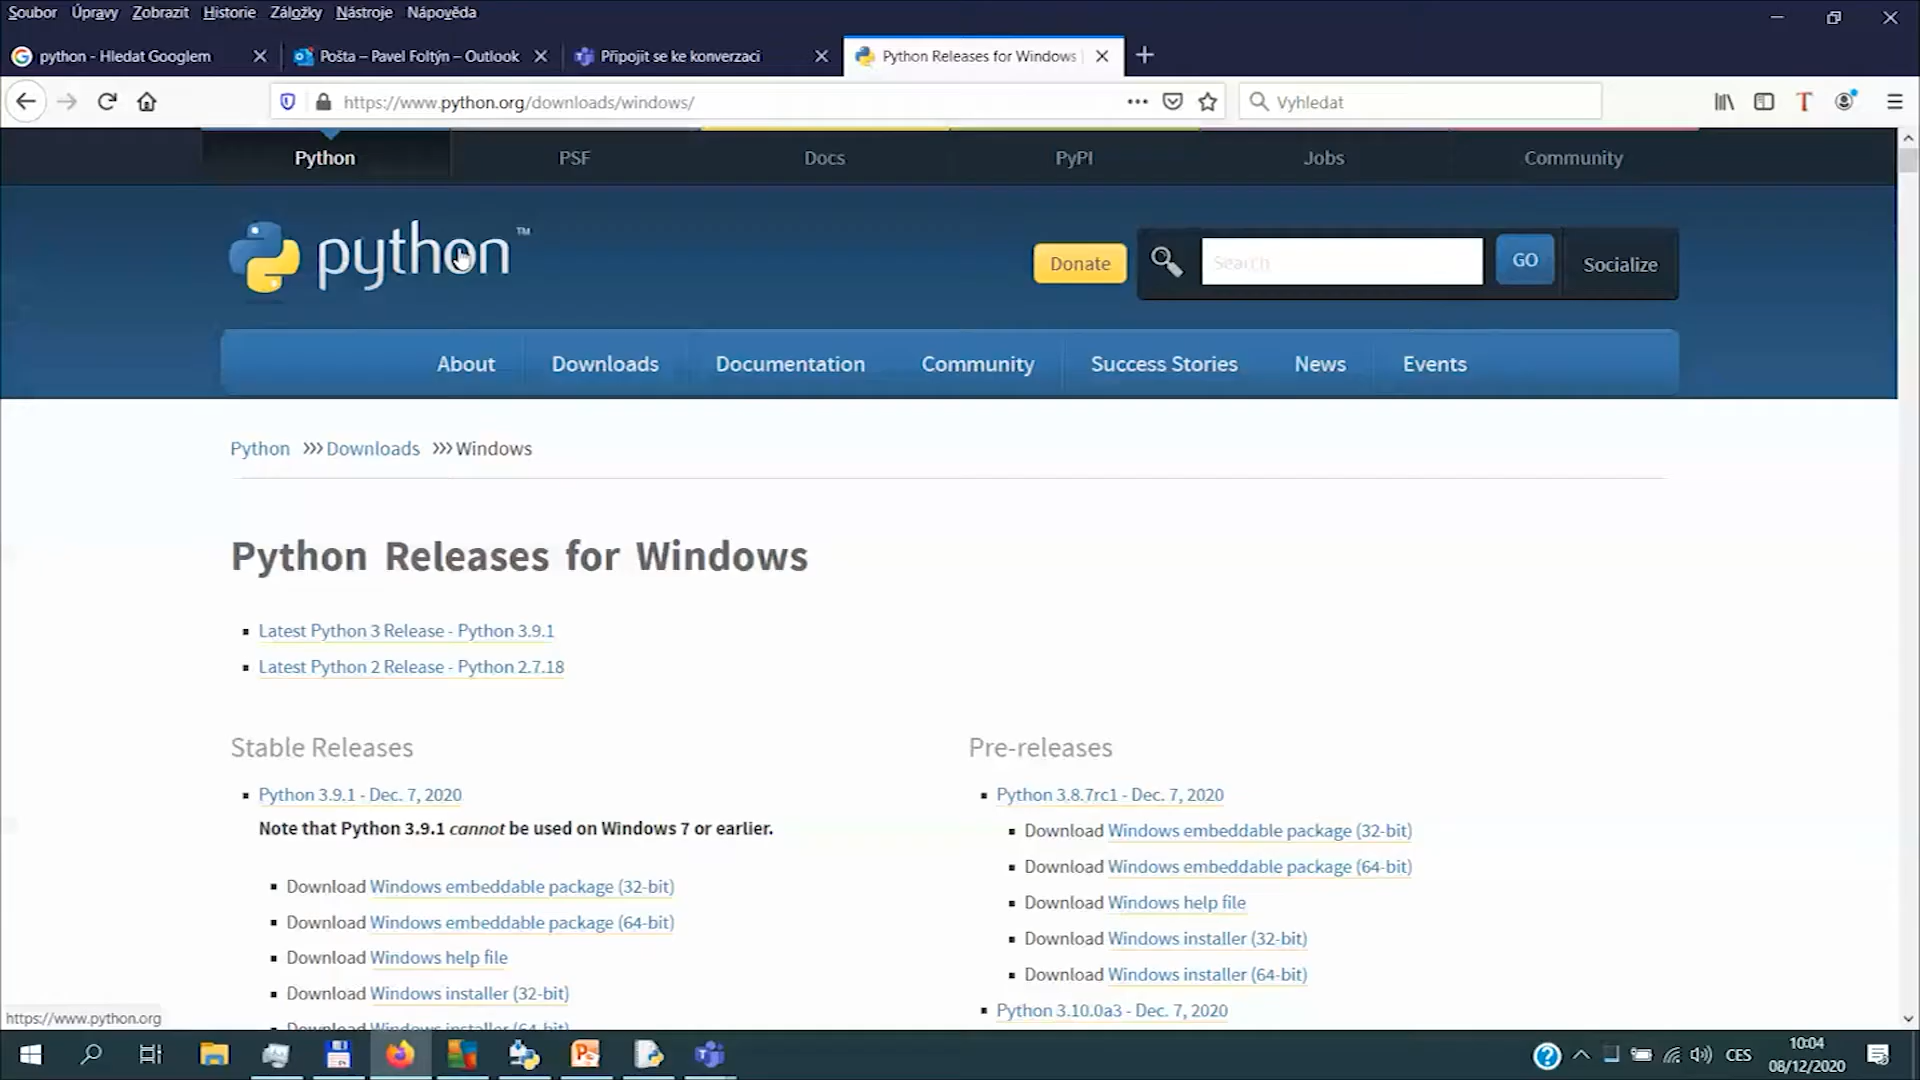 Soubor Úpravy Zobrazit Historie Záložky Nástroje Nápověda
python - Hledat Googlem
Pošta – Pavel Foltýn – Outlook
Připojit se ke konverzaci
Python Releases for Windows
https://www.python.org/downloads/windows/
Vyhledat
Python PSF Docs PyPI Jobs Community
python™
Donate
Search
GO
Socialize
About Downloads Documentation Community Success Stories News Events
Python >>> Downloads >>> Windows
Python Releases for Windows
Latest Python 3 Release - Python 3.9.1
Latest Python 2 Release - Python 2.7.18
Stable Releases
Python 3.9.1 - Dec. 7, 2020
Note that Python 3.9.1 cannot be used on Windows 7 or earlier.
Download Windows embeddable package (32-bit)
Download Windows embeddable package (64-bit)
Download Windows help file
Download Windows installer (32-bit)
Download Windows installer (64-bit)
Pre-releases
Python 3.8.7rc1 - Dec. 7, 2020
Download Windows embeddable package (32-bit)
Download Windows embeddable package (64-bit)
Download Windows help file
Download Windows installer (32-bit)
Download Windows installer (64-bit)
Python 3.10.0a3 - Dec. 7, 2020
https://www.python.org
CES
10:04
08/12/2020